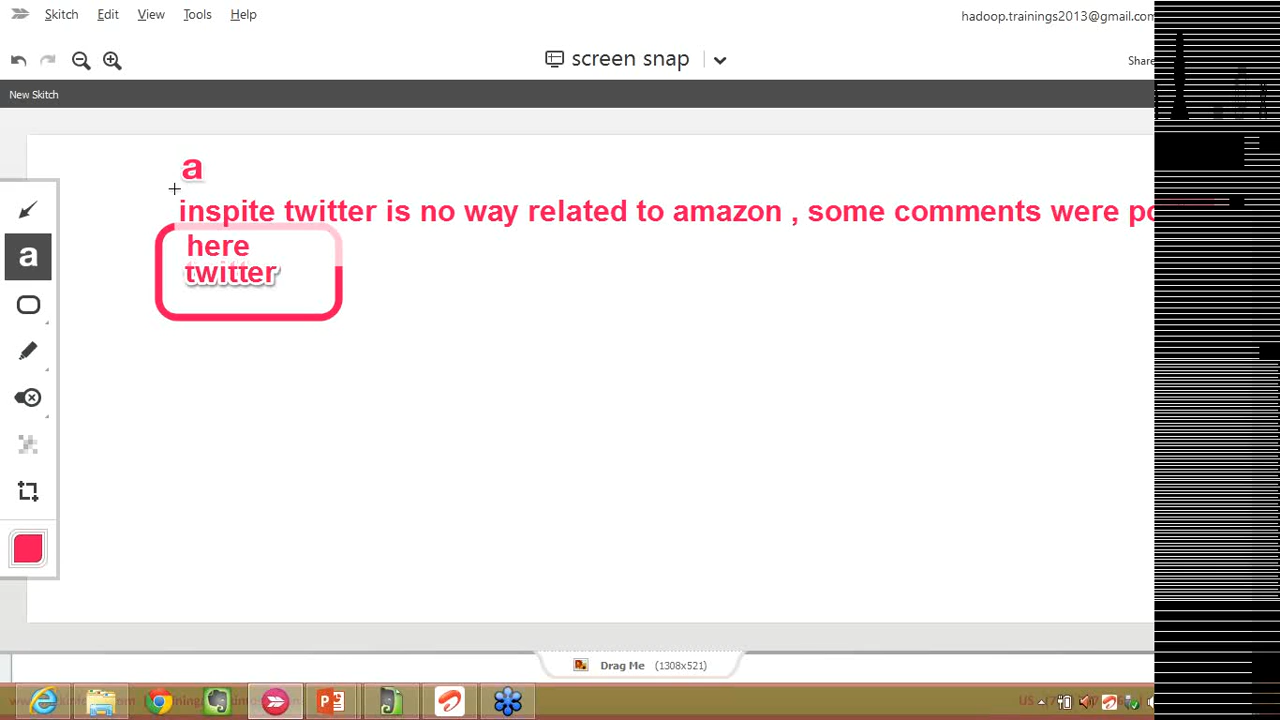 Skitch Edit View Tools Help hadoop.trainings2013@gmail.com
screen snap Share
New Skitch
a
inspite twitter is no way related to amazon , some comments were po
here
twitter
a
Drag Me (1308x521)
US